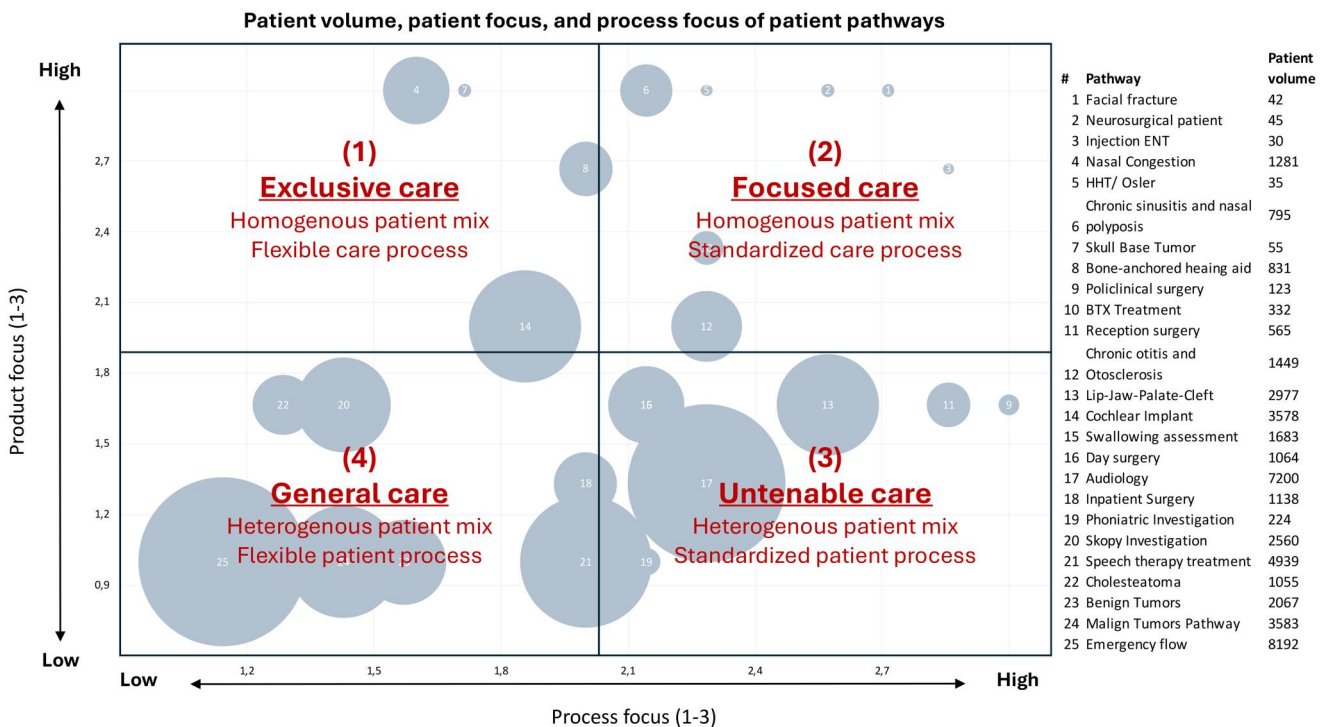 Patient volume, patient focus, and process focus of patient pathways
High
Product focus (1-3)
Low
2,7
2,4
2,1
1,8
1,5
1,2
0,9
4
7
6
5
2
1
8
3
14
12
22
20
16
13
11
9
18
17
25
21
19
(1)
Exclusive care
Homogenous patient mix
Flexible care process
(2)
Focused care
Homogenous patient mix
Standardized care process
(4)
General care
Heterogenous patient mix
Flexible patient process
(3)
Untenable care
Heterogenous patient mix
Standardized patient process
1,2
1,5
1,8
2,1
2,4
2,7
Low
High
Process focus (1-3)
Patient
# Pathway volume
1 Facial fracture 42
2 Neurosurgical patient 45
3 Injection ENT 30
4 Nasal Congestion 1281
5 HHT/ Osler 35
Chronic sinusitis and nasal
6 polyposis 795
7 Skull Base Tumor 55
8 Bone-anchored heaing aid 831
9 Policlinical surgery 123
10 BTX Treatment 332
11 Reception surgery 565
Chronic otitis and
12 Otosclerosis 1449
13 Lip-Jaw-Palate-Cleft 2977
14 Cochlear Implant 3578
15 Swallowing assessment 1683
16 Day surgery 1064
17 Audiology 7200
18 Inpatient Surgery 1138
19 Phoniatric Investigation 224
20 Skopy Investigation 2560
21 Speech therapy treatment 4939
22 Cholesteatoma 1055
23 Benign Tumors 2067
24 Malign Tumors Pathway 3583
25 Emergency flow 8192